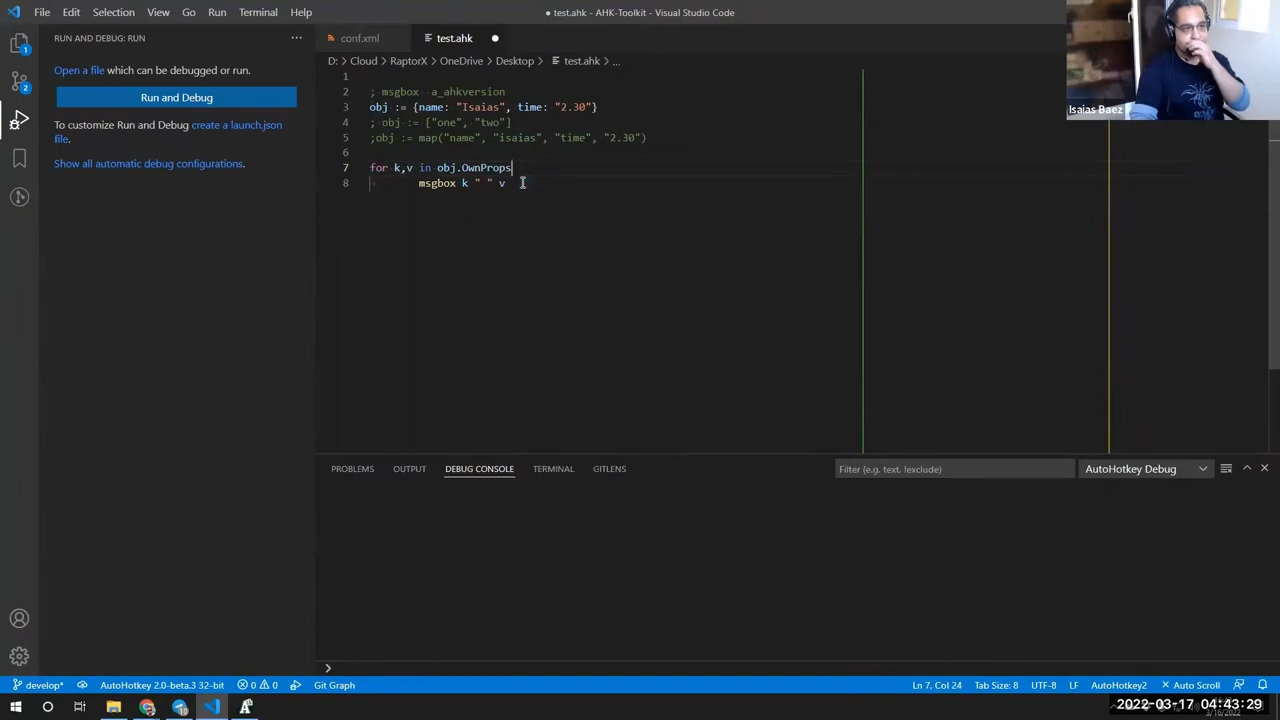 File Edit Selection View Go Run Terminal Help
● test.ahk - AHK-Toolkit - Visual Studio Code
RUN AND DEBUG: RUN
conf.xml
test.ahk
D: > Cloud > RaptorX > OneDrive > Desktop > test.ahk > ...
Open a file which can be debugged or run.
Run and Debug
To customize Run and Debug create a launch.json file.
Show all automatic debug configurations.
1
2 ; msgbox a_ahkversion
3 obj := {name: "Isaias", time: "2.30"}
4 ; obj := ["one", "two"]
5 ;obj := map("name", "isaias", "time", "2.30")
6
7 for k,v in obj.OwnProps
8 msgbox k " " v
Isaias Baez
PROBLEMS OUTPUT DEBUG CONSOLE TERMINAL GITLENS
Filter (e.g. text, !exclude)
AutoHotkey Debug
1
2
develop*
AutoHotkey 2.0-beta.3 32-bit
0 0
Git Graph
Ln 7, Col 24 Tab Size: 8 UTF-8 LF AutoHotkey2 Auto Scroll
2022-03-17 04:43:29
3/16/2022